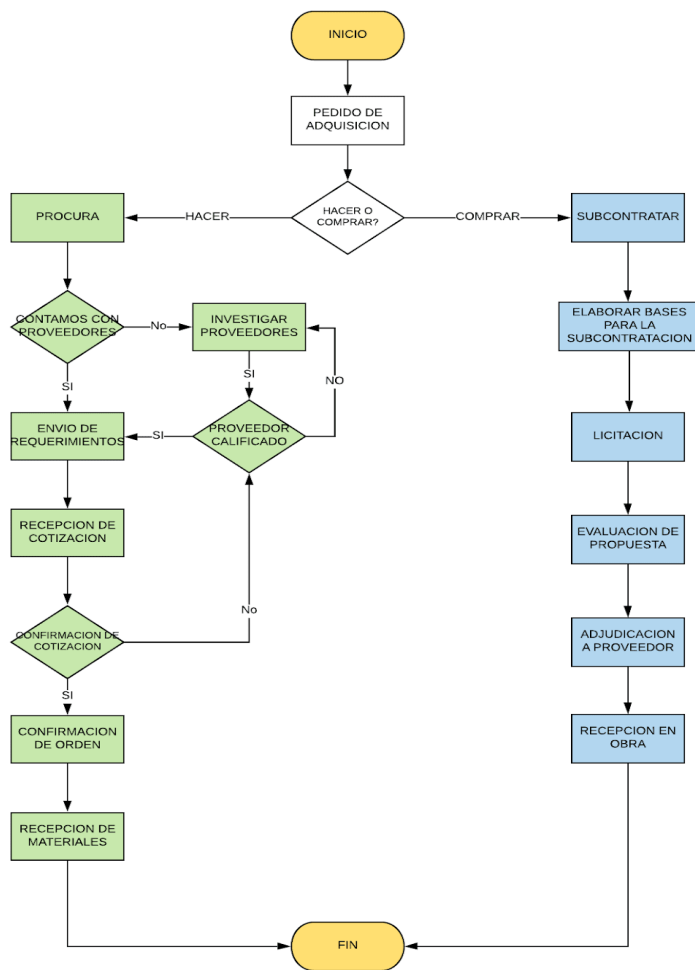 INICIO
PEDIDO DE
ADQUISICION
HACER O
COMPRAR?
HACER
COMPRAR
PROCURA
SUBCONTRATAR
CONTAMOS CON
PROVEEDORES
No
INVESTIGAR
PROVEEDORES
ELABORAR BASES
PARA LA
SUBCONTRATACION
SI
SI
NO
ENVIO DE
REQUERIMIENTOS
SI
PROVEEDOR
CALIFICADO
LICITACION
RECEPCION DE
COTIZACION
EVALUACION DE
PROPUESTA
No
CONFIRMACION DE
COTIZACION
ADJUDICACION
A PROVEEDOR
SI
CONFIRMACION
DE ORDEN
RECEPCION EN
OBRA
RECEPCION DE
MATERIALES
FIN